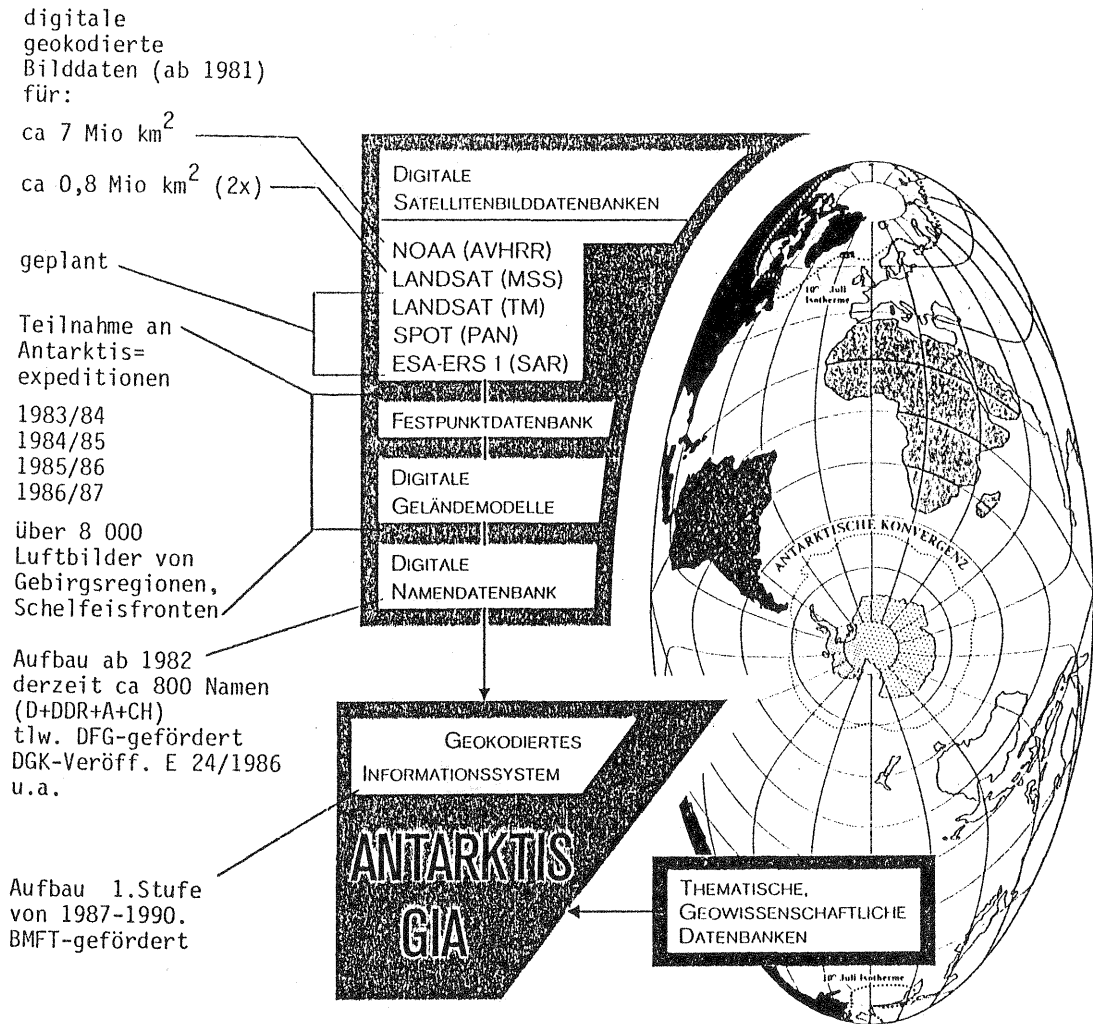 digitale
geokodierte
Bilddaten (ab 1981)
für:
ca 7 Mio km²
ca 0,8 Mio km² (2x)
geplant
Teilnahme an
Antarktis=
expeditionen
1983/84
1984/85
1985/86
1986/87
über 8 000
Luftbilder von
Gebirgsregionen,
Schelfeisfronten
Aufbau ab 1982
derzeit ca 800 Namen
(D+DDR+A+CH)
tlw. DFG-gefördert
DGK-Veröff. E 24/1986
u.a.
Aufbau 1.Stufe
von 1987-1990.
BMFT-gefördert
DIGITALE
SATELLITENBILDDATENBANKEN
NOAA (AVHRR)
LANDSAT (MSS)
LANDSAT (TM)
SPOT (PAN)
ESA-ERS 1 (SAR)
FESTPUNKTDATENBANK
DIGITALE
GELÄNDEMODELLE
DIGITALE
NAMENDATENBANK
GEOKODIERTES
INFORMATIONSSYSTEM
ANTARKTIS
GIA
THEMATISCHE,
GEOWISSENSCHAFTLICHE
DATENBANKEN
10° Juli
Isotherme
ANTARKTISCHE KONVERGENZ
10° Juli Isotherme